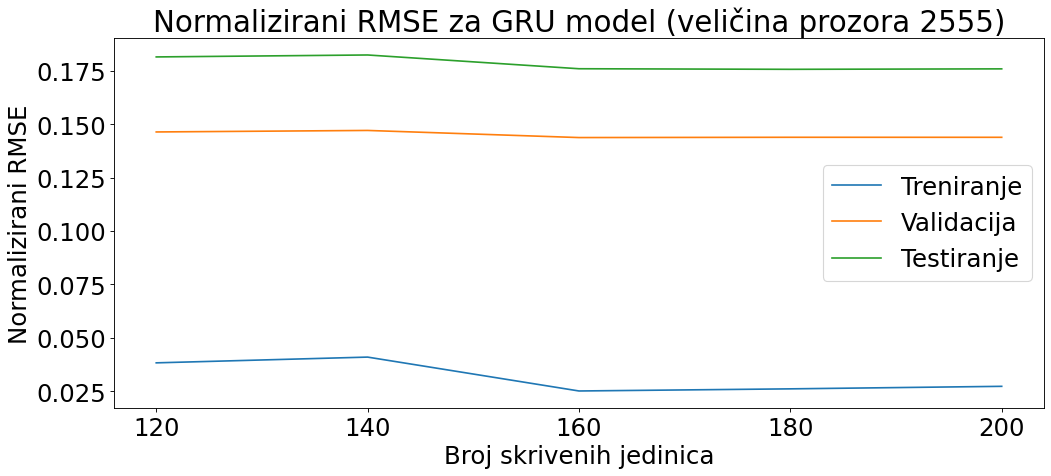 Normalizirani RMSE za GRU model (veličina prozora 2555)
Normalizirani RMSE
0.175
0.150
0.125
0.100
0.075
0.050
0.025
Treniranje
Validacija
Testiranje
120 140 160 180 200
Broj skrivenih jedinica